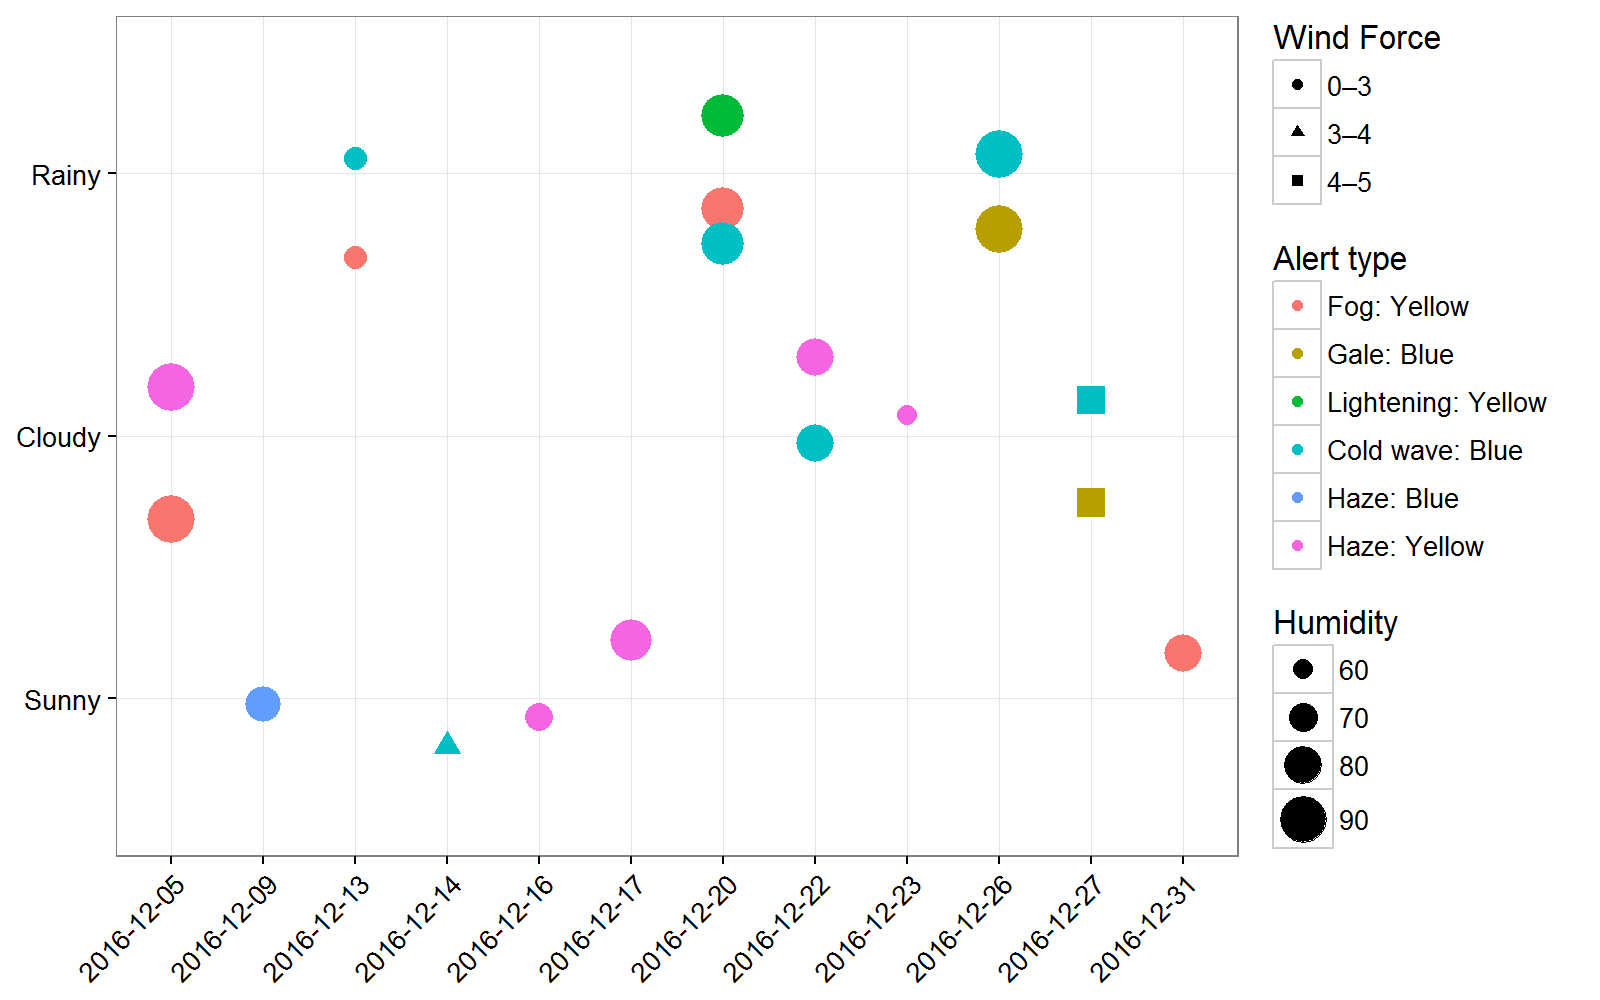 Rainy
Cloudy
Sunny
2016-12-05
2016-12-09
2016-12-13
2016-12-14
2016-12-16
2016-12-17
2016-12-20
2016-12-22
2016-12-23
2016-12-26
2016-12-27
2016-12-31
Wind Force
0–3
3–4
4–5
Alert type
Fog: Yellow
Gale: Blue
Lightening: Yellow
Cold wave: Blue
Haze: Blue
Haze: Yellow
Humidity
60
70
80
90